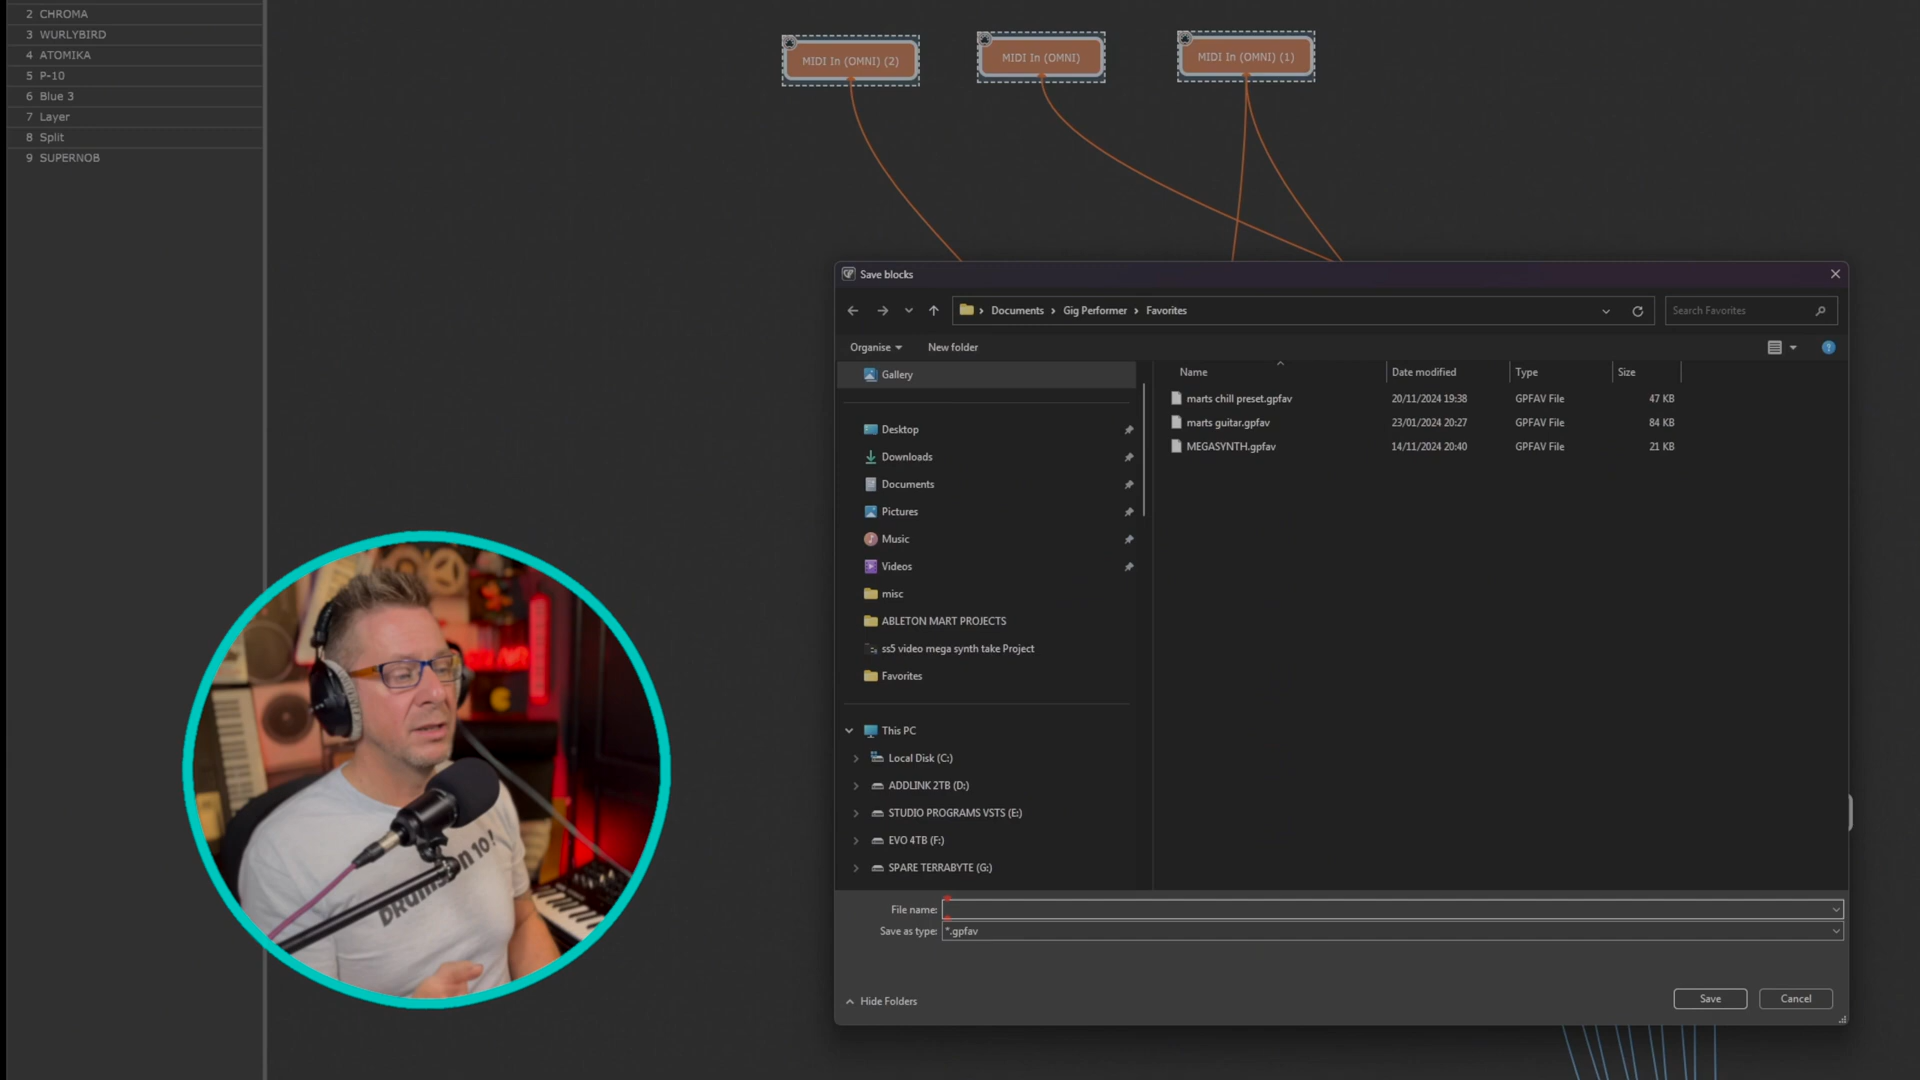 2 CHROMA
3 WURLYBIRD
4 ATOMIKA
5 P-10
6 Blue 3
7 Layer
8 Split
9 SUPERNOB
MIDI In (OMNI) (2)
MIDI In (OMNI)
MIDI In (OMNI) (1)
Save blocks
Documents > Gig Performer > Favorites
Search Favorites
Organise
New folder
Gallery
Desktop
Downloads
Documents
Pictures
Music
Videos
misc
ABLETON MART PROJECTS
ss5 video mega synth take Project
Favorites
This PC
Local Disk (C:)
ADDLINK 2TB (D:)
STUDIO PROGRAMS VSTS (E:)
EVO 4TB (F:)
SPARE TERRABYTE (G:)
Name Date modified Type Size
marts chill preset.gpfav 20/11/2024 19:38 GPFAV File 47 KB
marts guitar.gpfav 23/01/2024 20:27 GPFAV File 84 KB
MEGASYNTH.gpfav 14/11/2024 20:40 GPFAV File 21 KB
File name:
Save as type: *.gpfav
Hide Folders
Save
Cancel